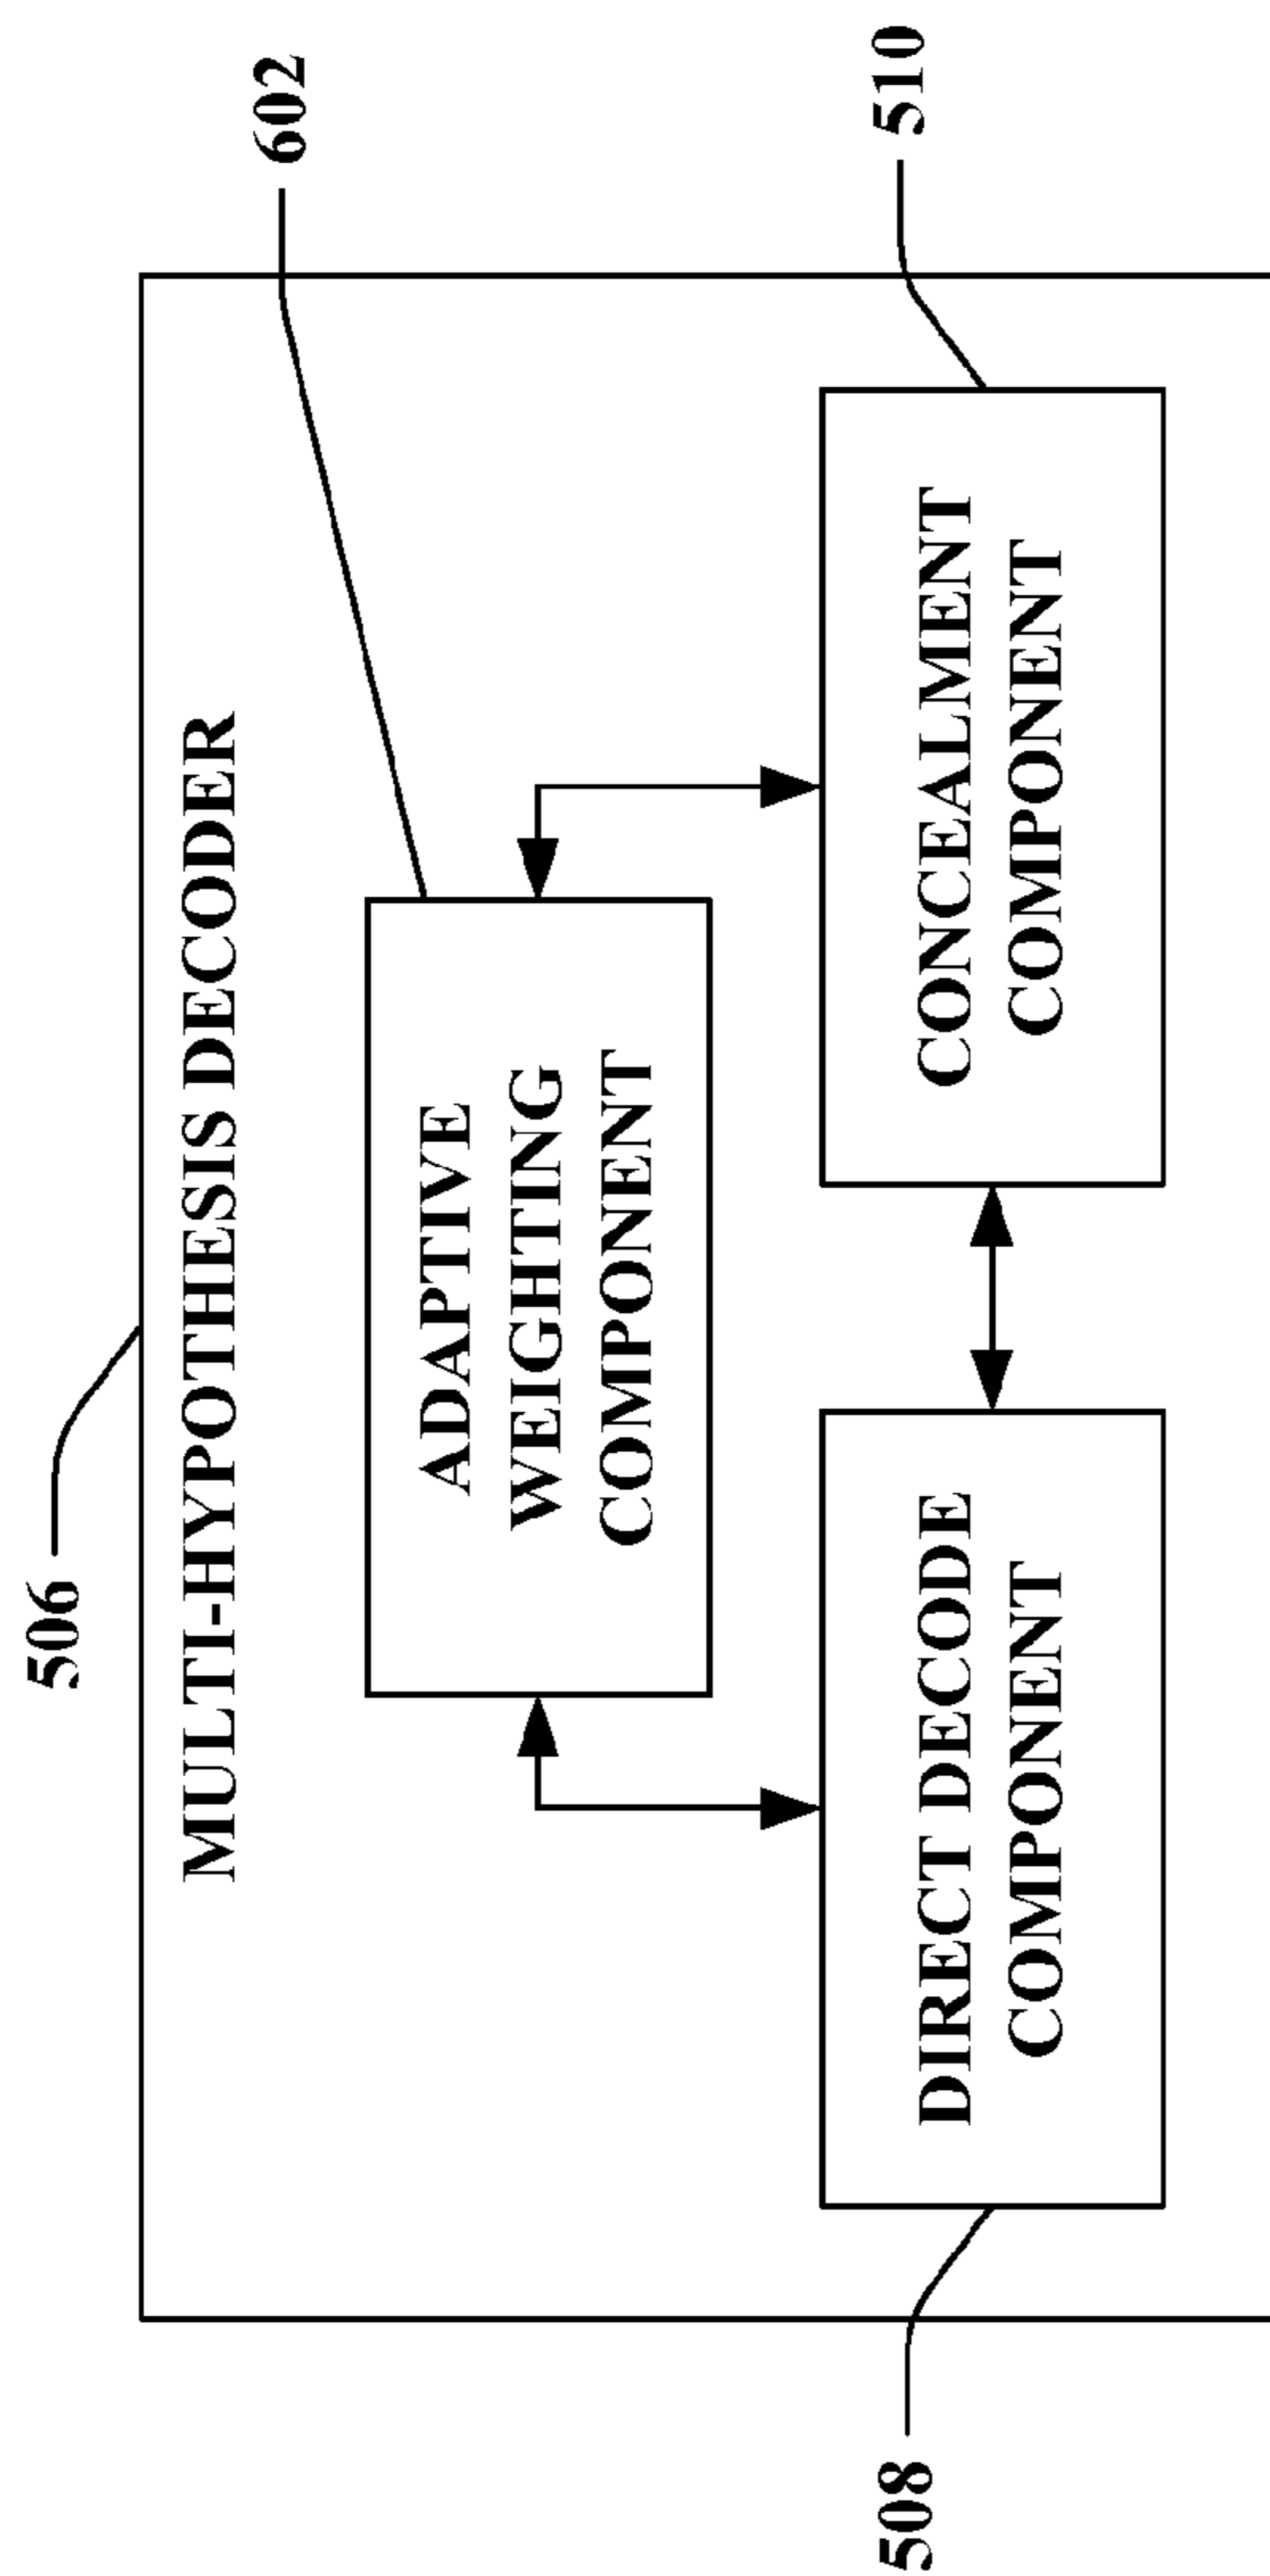 506
MULTI-HYPOTHESIS DECODER
602
ADAPTIVE
WEIGHTING
COMPONENT
508
DIRECT DECODE
COMPONENT
CONCEALMENT
COMPONENT
510